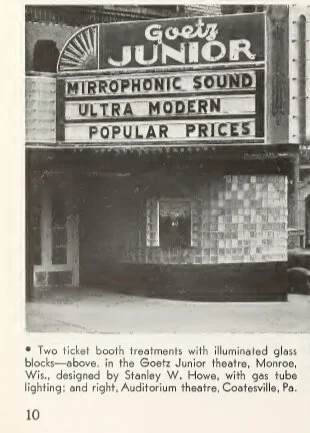 Goetz
JUNIOR
MIRROPHONIC SOUND
ULTRA MODERN
POPULAR PRICES
• Two ticket booth treatments with illuminated glass
blocks—above. in the Goetz Junior theatre, Monroe,
Wis., designed by Stanley W. Howe, with gas tube
lighting; and right, Auditorium theatre, Coatesville, Pa.
10